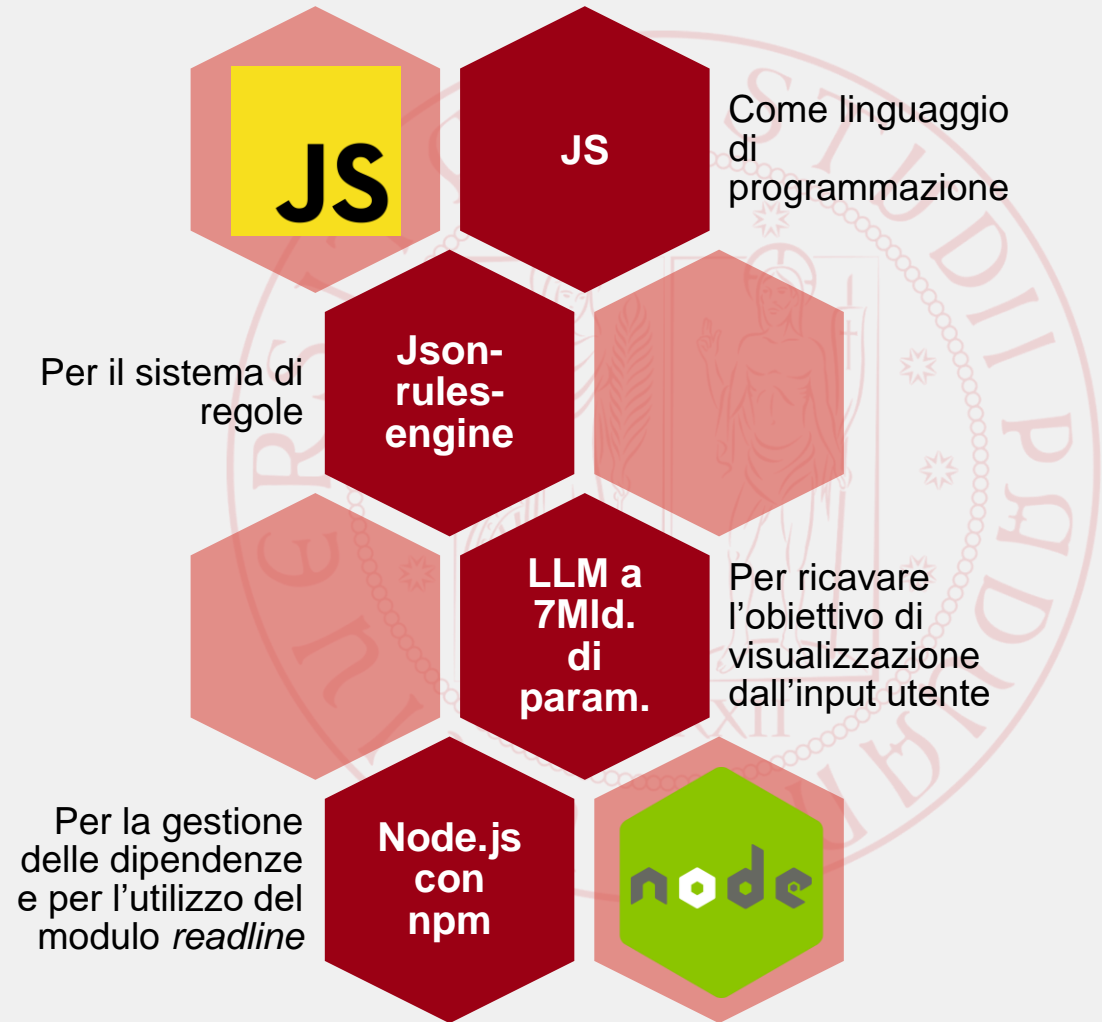 JS
JS
Come linguaggio
di
programmazione
Per il sistema di
regole
Json-
rules-
engine
LLM a
7Mld.
di
param.
Per ricavare
l’obiettivo di
visualizzazione
dall’input utente
Per la gestione
delle dipendenze
e per l’utilizzo del
modulo readline
Node.js
con
npm
node